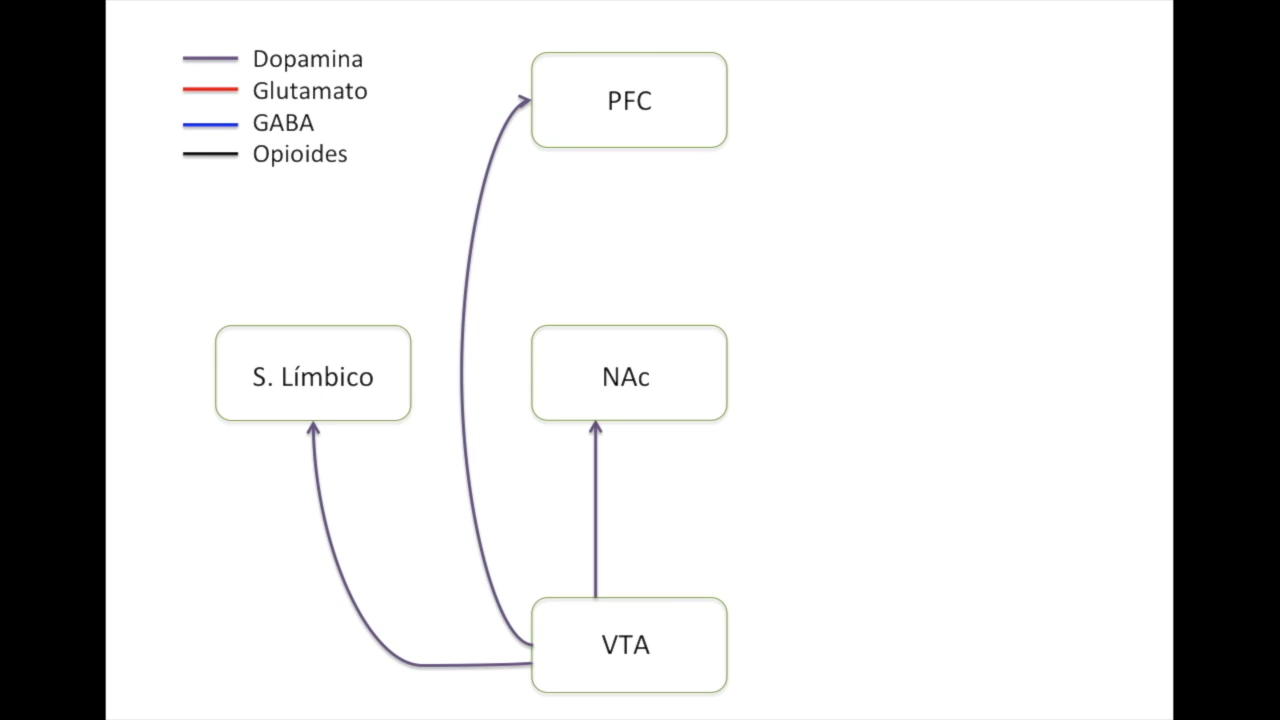 Dopamina
Glutamato
GABA
Opioides
PFC
S. Límbico
NAc
VTA